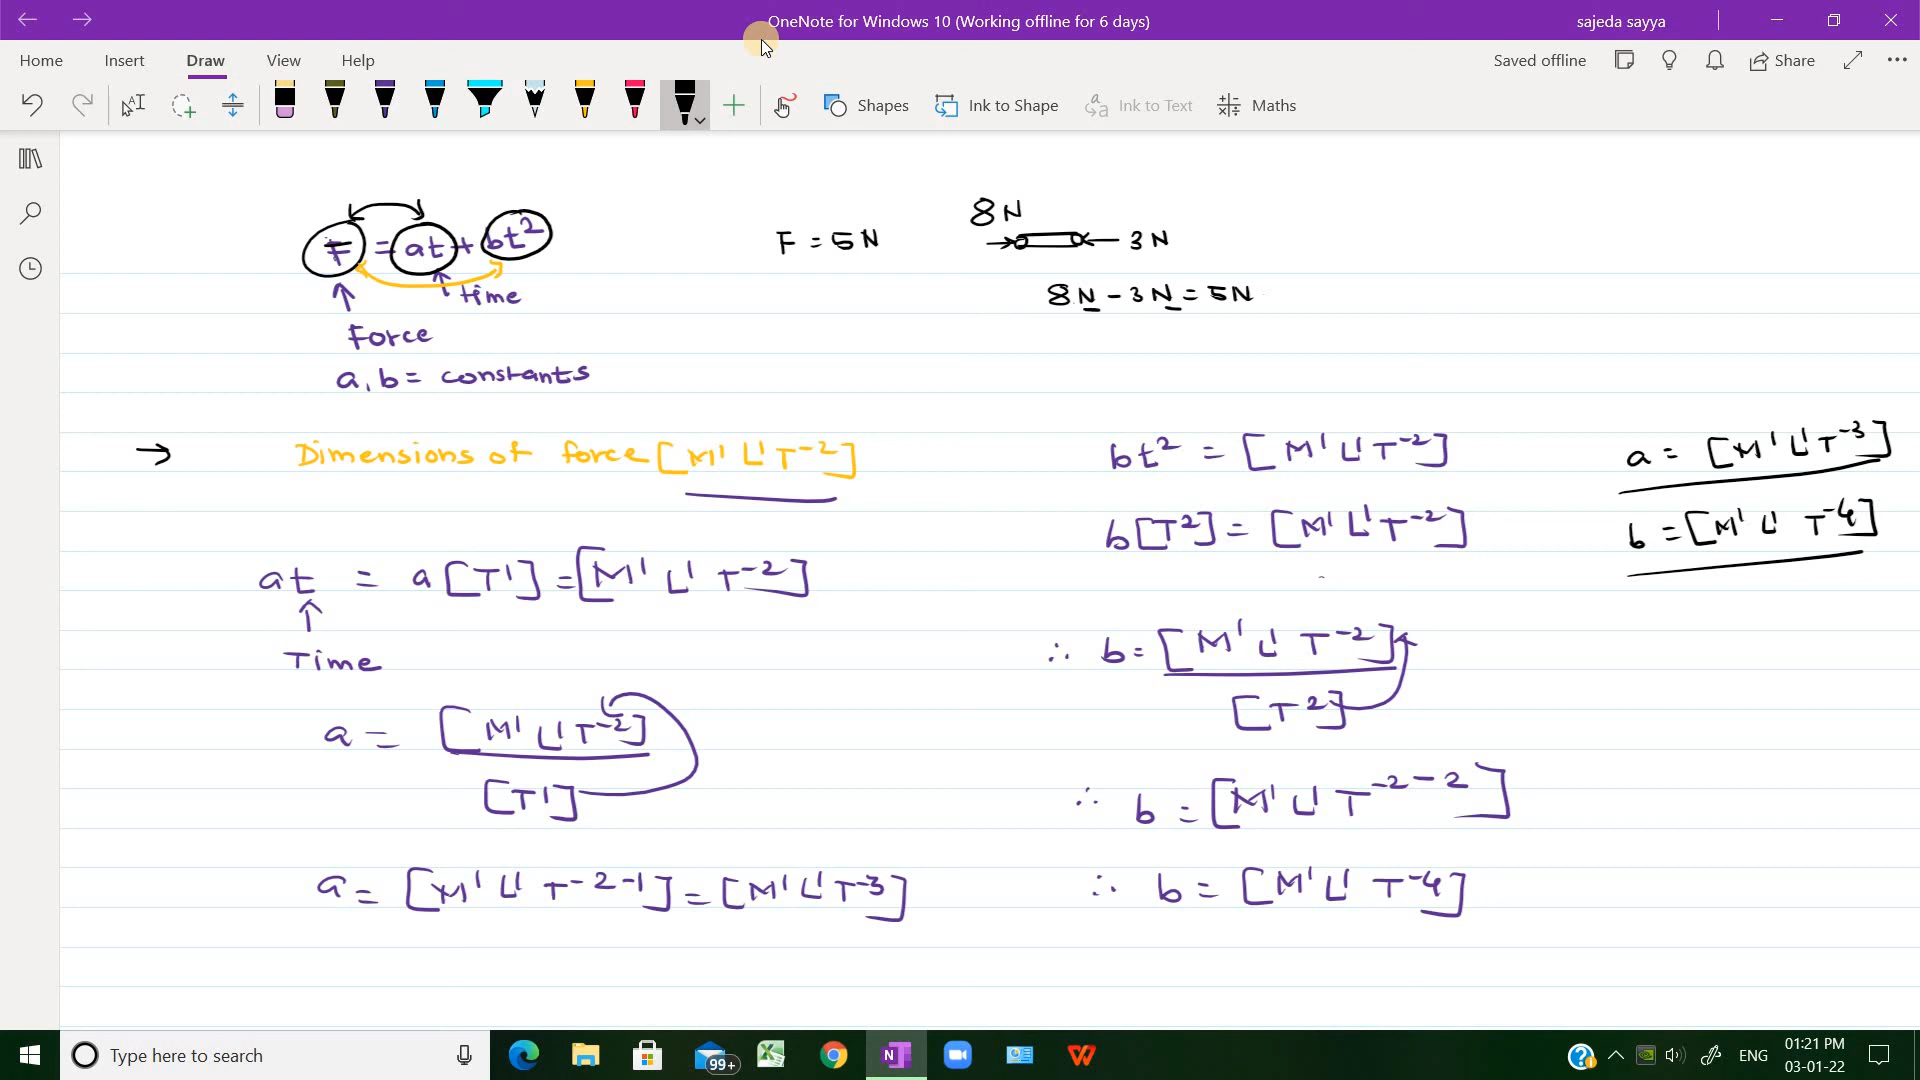 OneNote for Windows 10 (Working offline for 6 days)
sajeda sayya
Home Insert Draw View Help
Saved offline
Share
Shapes
Ink to Shape
Ink to Text
Maths
F = at + bt²
time
Force
a, b = constants
F = 5N
8N
3N
8N - 3N = 5N
→ Dimensions of force [M¹ L¹ T⁻²]
at = a[T¹] = [M¹ L¹ T⁻²]
Time
a = [M¹ L¹ T⁻²]
[T¹]
a = [M¹ L¹ T⁻²⁻¹] = [M¹ L¹ T⁻³]
bt² = [M¹ L¹ T⁻²]
b[T²] = [M¹ L¹ T⁻²]
∴ b = [M¹ L¹ T⁻²]
[T²]
∴ b = [M¹ L¹ T⁻²⁻²]
∴ b = [M¹ L¹ T⁻⁴]
a = [M¹ L¹ T⁻³]
b = [M¹ L¹ T⁻⁴]
Type here to search
99+
ENG
01:21 PM
03-01-22